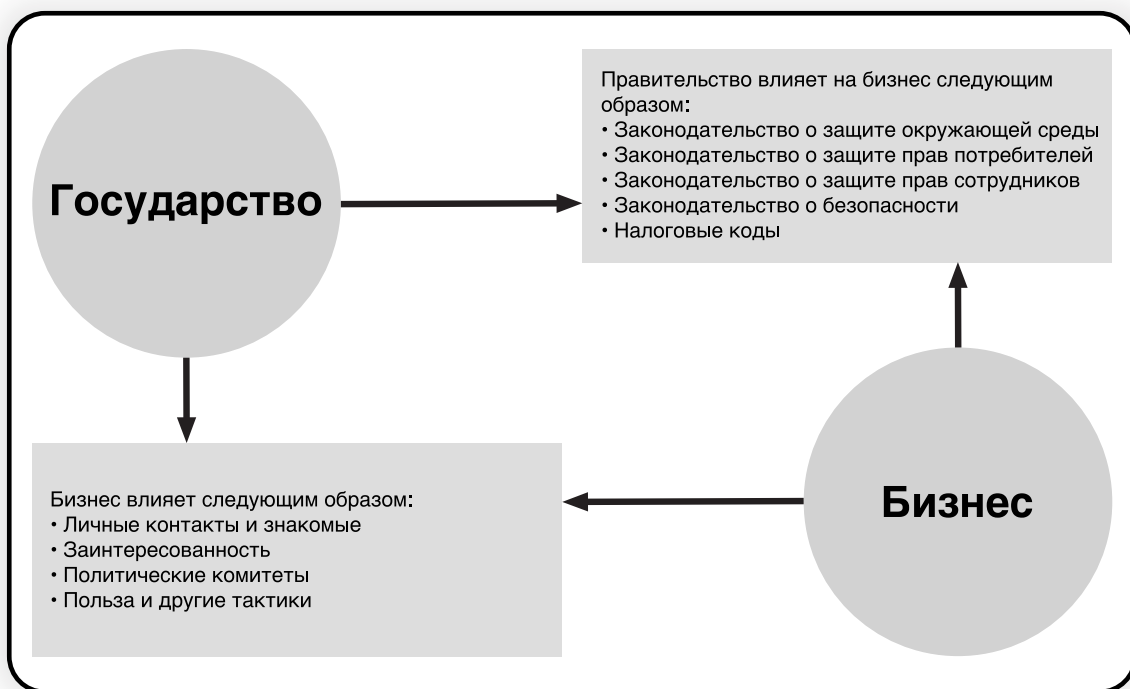 Государство
Правительство влияет на бизнес следующим
образом:
• Законодательство о защите окружающей среды
• Законодательство о защите прав потребителей
• Законодательство о защите прав сотрудников
• Законодательство о безопасности
• Налоговые коды
Бизнес влияет следующим образом:
• Личные контакты и знакомые
• Заинтересованность
• Политические комитеты
• Польза и другие тактики
Бизнес